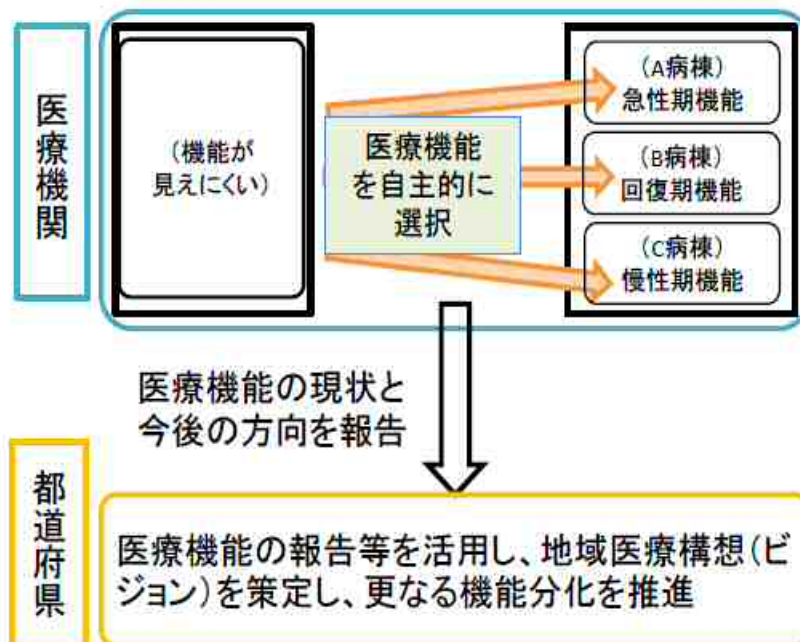 医療機関
(機能が
見えにくい)
医療機能
を自主的に
選択
(A病棟)
急性期機能
(B病棟)
回復期機能
(C病棟)
慢性期機能
医療機能の現状と
今後の方向を報告
都道府県
医療機能の報告等を活用し、地域医療構想(ビ
ジョン)を策定し、更なる機能分化を推進